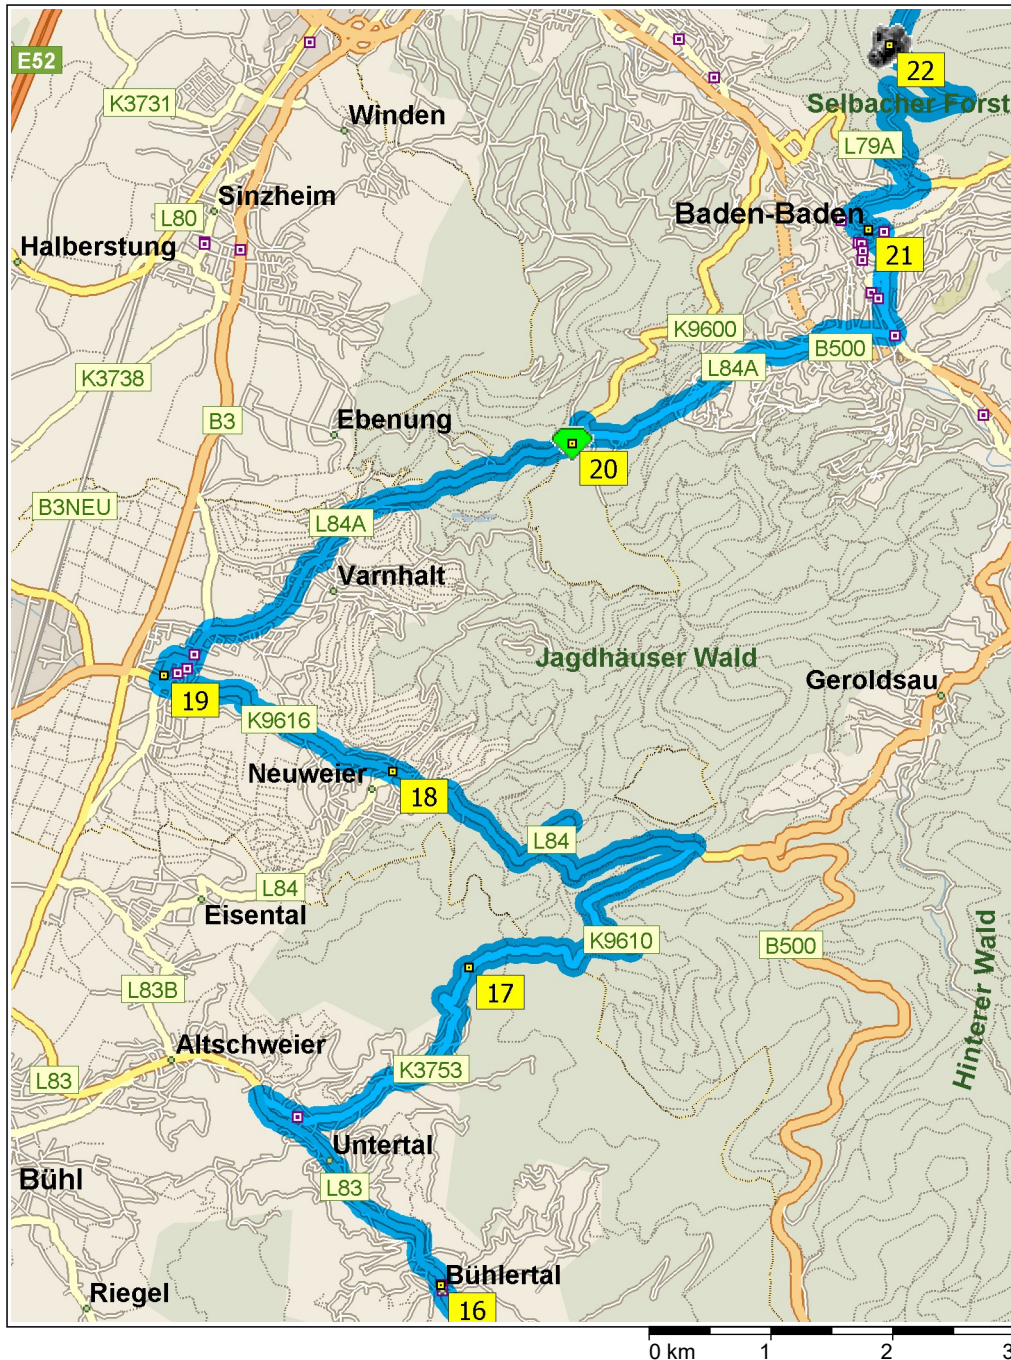 E52
22
K3731
Selbacher Forst
Winden
L79A
Sinzheim
L80
Baden-Baden
Halberstung
21
K9600
B500
L84A
K3738
B3
Ebenung
20
B3NEU
L84A
Varnhalt
Jagdhäuser Wald
Geroldsau
19
K9616
Neuweier
18
L84
L84
Eisental
K9610
B500
Hinterer Wald
L83B
17
Altschweier
K3753
L83
Untertal
Bühl
L83
Bühlertal
Riegel
16
0 km 1 2 3